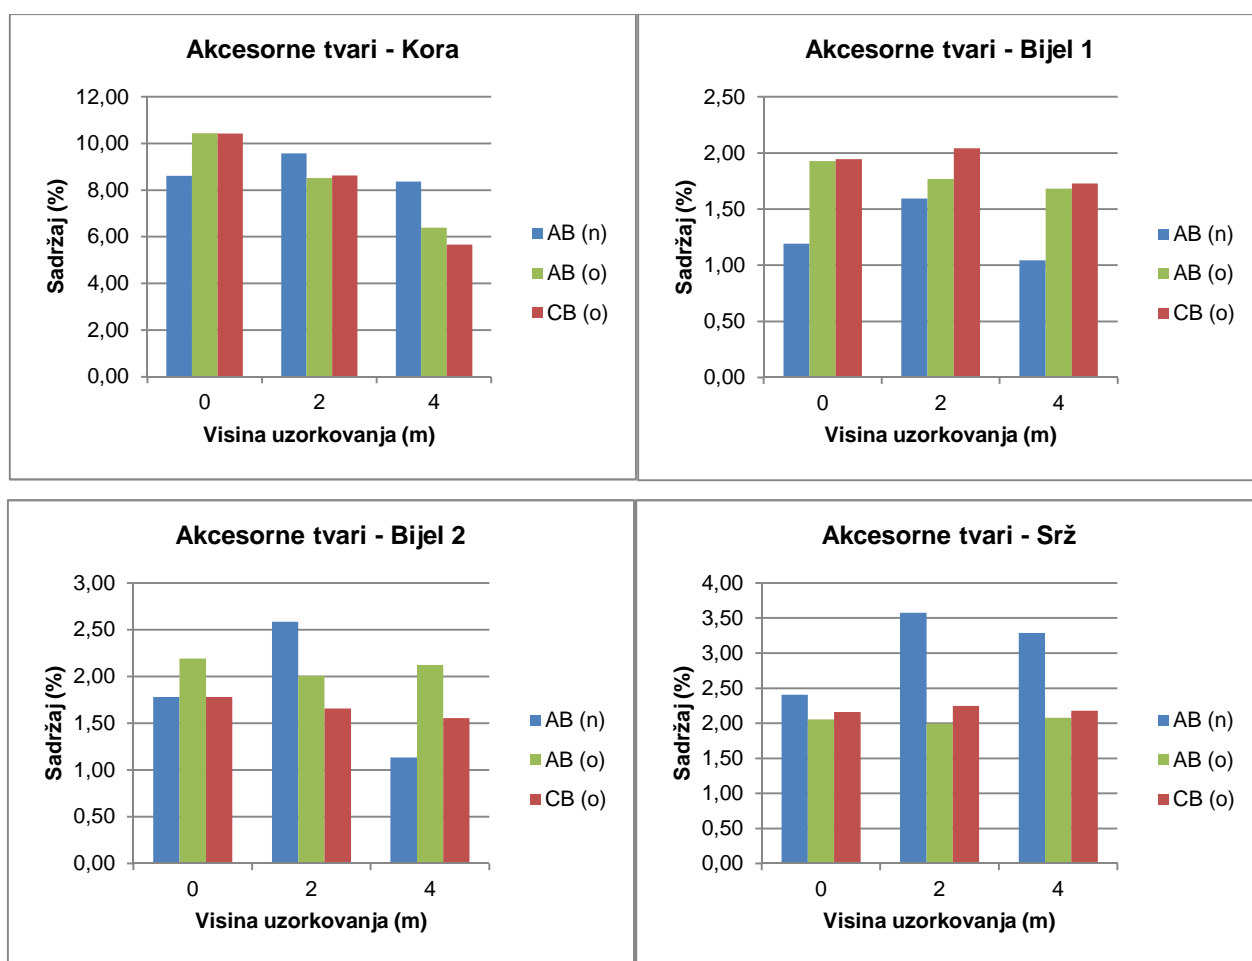 Akcesorne tvari - Kora
12,00
10,00
8,00
6,00
4,00
2,00
0,00
Sadržaj (%)
0 2 4
Visina uzorkovanja (m)
AB (n)
AB (o)
CB (o)
Akcesorne tvari - Bijel 1
2,50
2,00
1,50
1,00
0,50
0,00
Sadržaj (%)
0 2 4
Visina uzorkovanja (m)
AB (n)
AB (o)
CB (o)
Akcesorne tvari - Bijel 2
3,00
2,50
2,00
1,50
1,00
0,50
0,00
Sadržaj (%)
0 2 4
Visina uzorkovanja (m)
AB (n)
AB (o)
CB (o)
Akcesorne tvari - Srž
4,00
3,50
3,00
2,50
2,00
1,50
1,00
0,50
0,00
Sadržaj (%)
0 2 4
Visina uzorkovanja (m)
AB (n)
AB (o)
CB (o)